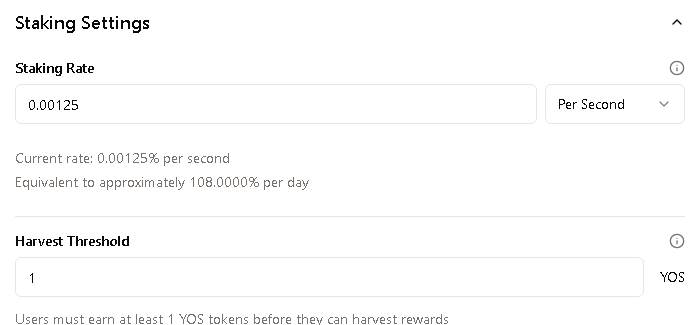 Staking Settings
Staking Rate
0.00125
Per Second
Current rate: 0.00125% per second
Equivalent to approximately 108.0000% per day
Harvest Threshold
1
YOS
Users must earn at least 1 YOS tokens before they can harvest rewards